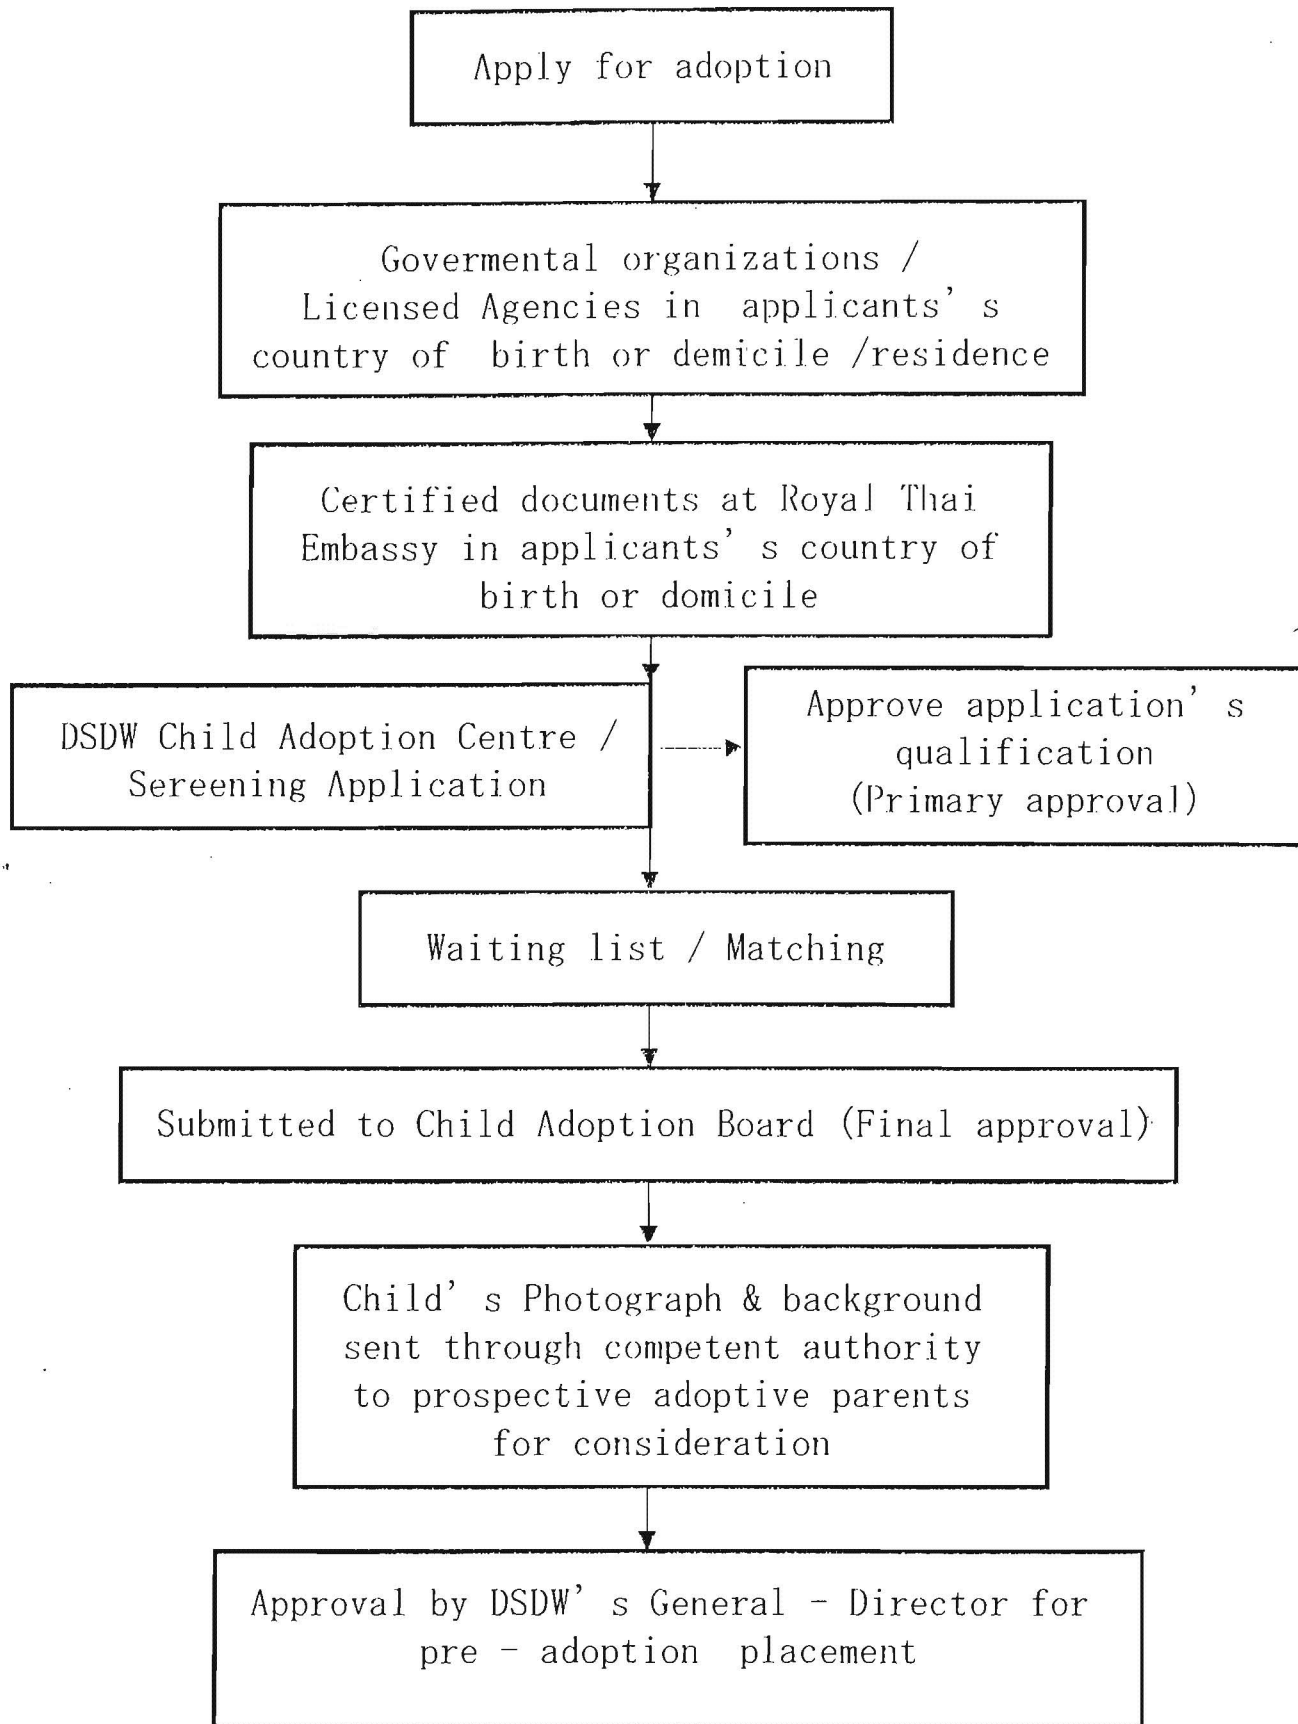 Apply for adoption
Govermental organizations /
Licensed Agencies in applicants's
country of birth or demicile /residence
Certified documents at Royal Thai
Embassy in applicants's country of
birth or domicile
DSDW Child Adoption Centre /
Sereening Application
Approve application's
qualification
(Primary approval)
Waiting list / Matching
Submitted to Child Adoption Board (Final approval)
Child's Photograph & background
sent through competent authority
to prospective adoptive parents
for consideration
Approval by DSDW's General - Director for
pre - adoption placement